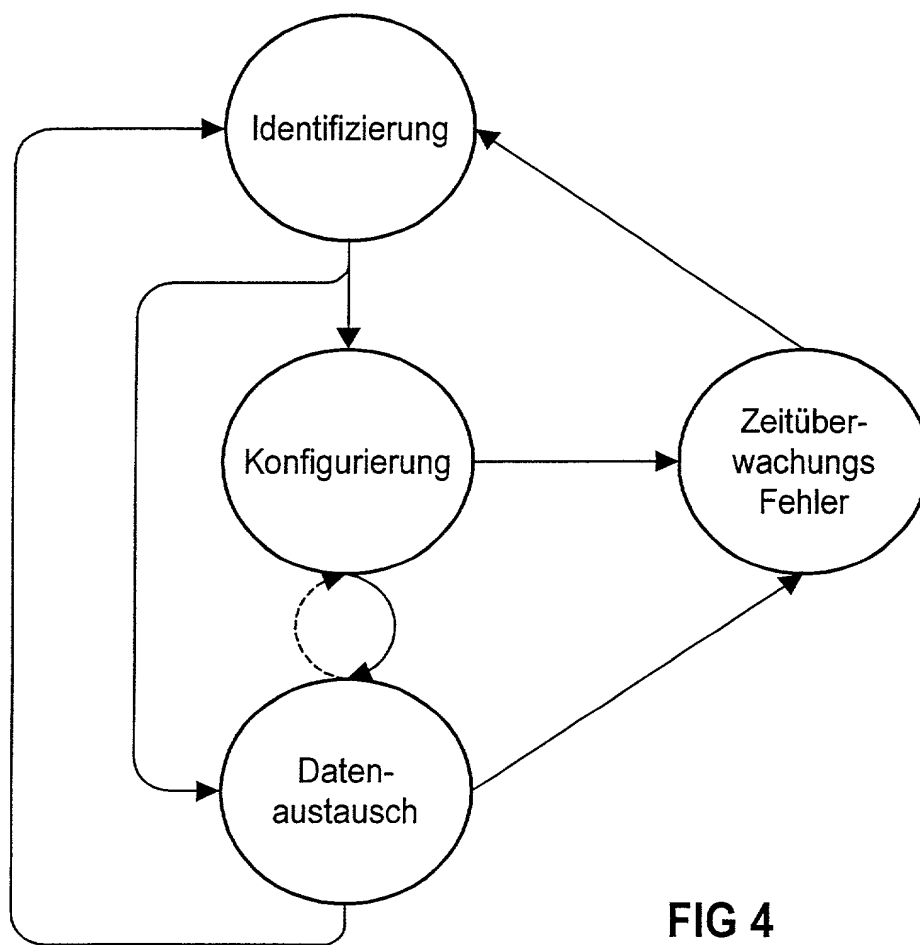 Identifizierung
Konfigurierung
Zeitüber-
wachungs
Fehler
Daten-
austausch
FIG 4